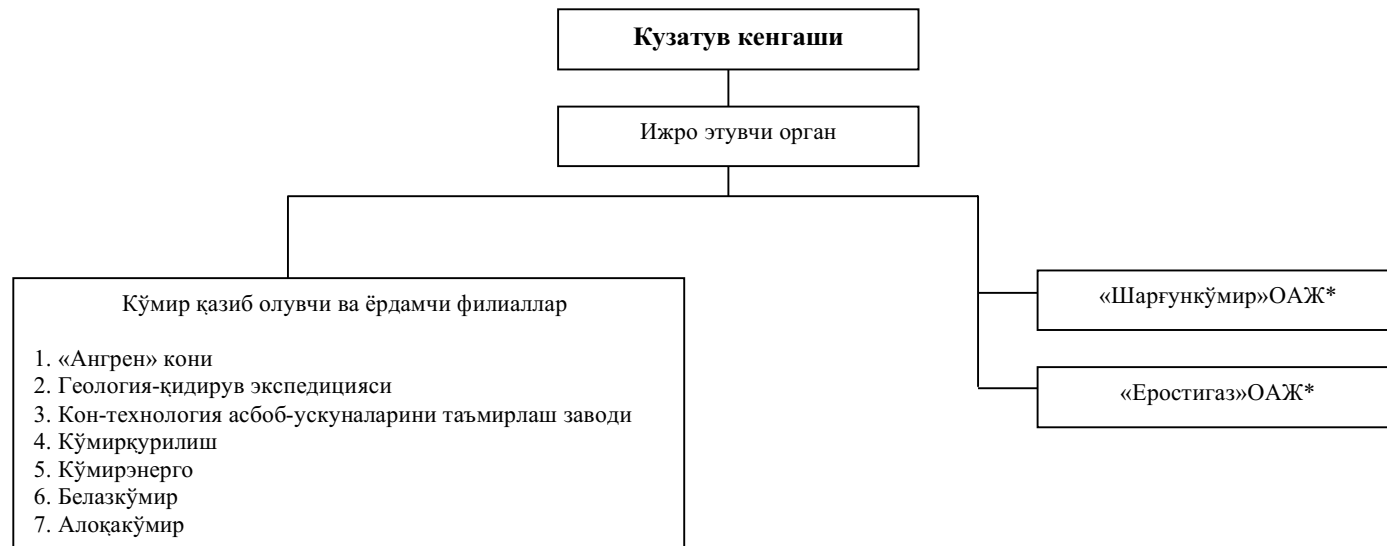 Кузатув кенгаши
Ижро этувчи орган
Кўмир қазиб олувчи ва ёрдамчи филиаллар
1. «Ангрен» кони
2. Геология-қидирув экспедицияси
3. Кон-технология асбоб-ускуналарини таъмирлаш заводи
4. Кўмирқурилиш
5. Кўмирэнерго
6. Белазкўмир
7. Алоқакўмир
«Шарғункўмир»ОАЖ*
«Еростигаз»ОАЖ*